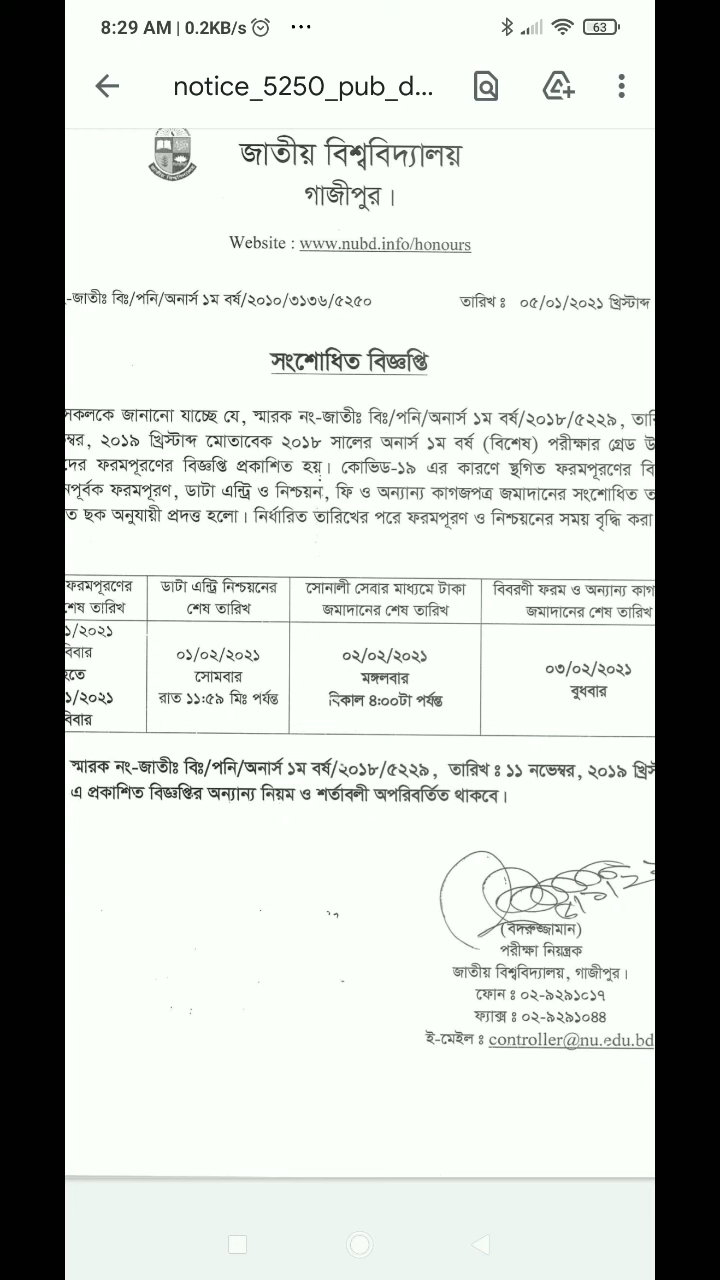 8:29 AM | 0.2KB/s ... 63
notice_5250_pub_d...
জাতীয় বিশ্ববিদ্যালয়
গাজীপুর।
Website : www.nubd.info/honours
-জাতীঃ বিঃ/পনি/অনার্স ১ম বর্ষ/২০১০/৩১৩৬/৫২৫০ তারিখ ঃ ০৫/০১/২০২১ খ্রিস্টাব্দ
সংশোধিত বিজ্ঞপ্তি
সকলকে জানানো যাচ্ছে যে, স্মারক নং-জাতীঃ বিঃ/পনি/অনার্স ১ম বর্ষ/২০১৮/৫২২৯, তারি
ম্বর, ২০১৯ খ্রিস্টাব্দ মোতাবেক ২০১৮ সালের অনার্স ১ম বর্ষ (বিশেষ) পরীক্ষার গ্রেড উ
দের ফরমপূরণের বিজ্ঞপ্তি প্রকাশিত হয়। কোভিড-১৯ এর কারণে স্থগিত ফরমপূরণের বি
নপূর্বক ফরমপূরণ, ডাটা এন্ট্রি ও নিশ্চয়ন, ফি ও অন্যান্য কাগজপত্র জমাদানের সংশোধিত ত
ত ছক অনুযায়ী প্রদত্ত হলো। নির্ধারিত তারিখের পরে ফরমপূরণ ও নিশ্চয়নের সময় বৃদ্ধি করা
ফরমপূরণের ডাটা এন্ট্রি নিশ্চয়নের সোনালী সেবার মাধ্যমে টাকা বিবরণী ফরম ও অন্যান্য কাগ
শেষ তারিখ শেষ তারিখ জমাদানের শেষ তারিখ জমাদানের শেষ তারিখ
১/২০২১
বিবার
হতে
১/২০২১
বিবার
০১/০২/২০২১
সোমবার
রাত ১১:৫৯ মিঃ পর্যন্ত
০২/০২/২০২১
মঙ্গলবার
বিকাল ৪:০০টা পর্যন্ত
০৩/০২/২০২১
বুধবার
স্মারক নং-জাতীঃ বিঃ/পনি/অনার্স ১ম বর্ষ/২০১৮/৫২২৯, তারিখ ঃ ১১ নভেম্বর, ২০১৯ খ্রিস্
এ প্রকাশিত বিজ্ঞপ্তির অন্যান্য নিয়ম ও শর্তাবলী অপরিবর্তিত থাকবে।
(বদরুজ্জামান)
পরীক্ষা নিয়ন্ত্রক
জাতীয় বিশ্ববিদ্যালয়, গাজীপুর।
ফোন ঃ ০২-৯২৯১০১৭
ফ্যাক্স ঃ ০২-৯২৯১০৪৪
ই-মেইল ঃ controller@nu.edu.bd